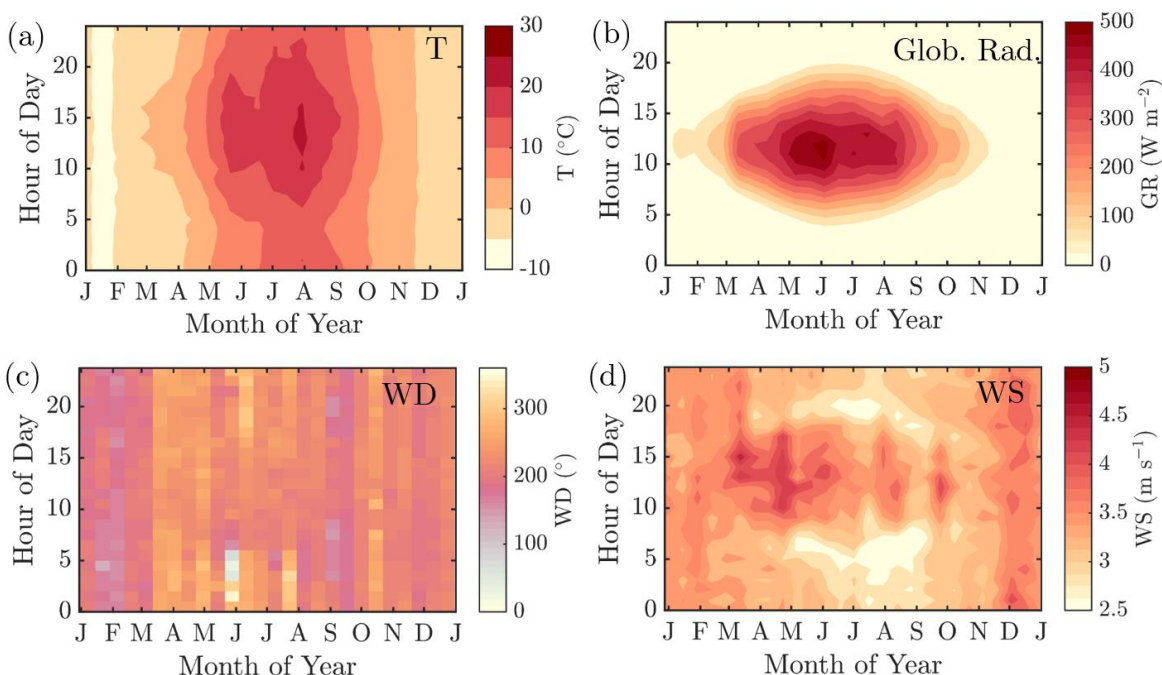 (a)
T
Hour of Day
20
15
10
5
0
J F M A M J J A S O N D J
Month of Year
30
20
10
0
-10
T (°C)
(b)
Glob. Rad.
Hour of Day
20
15
10
5
0
J F M A M J J A S O N D J
Month of Year
500
400
300
200
100
0
GR (W m−2)
(c)
WD
Hour of Day
20
15
10
5
0
J F M A M J J A S O N D J
Month of Year
300
200
100
0
WD (°)
(d)
WS
Hour of Day
20
15
10
5
0
J F M A M J J A S O N D J
Month of Year
5
4.5
4
3.5
3
2.5
WS (m s−1)